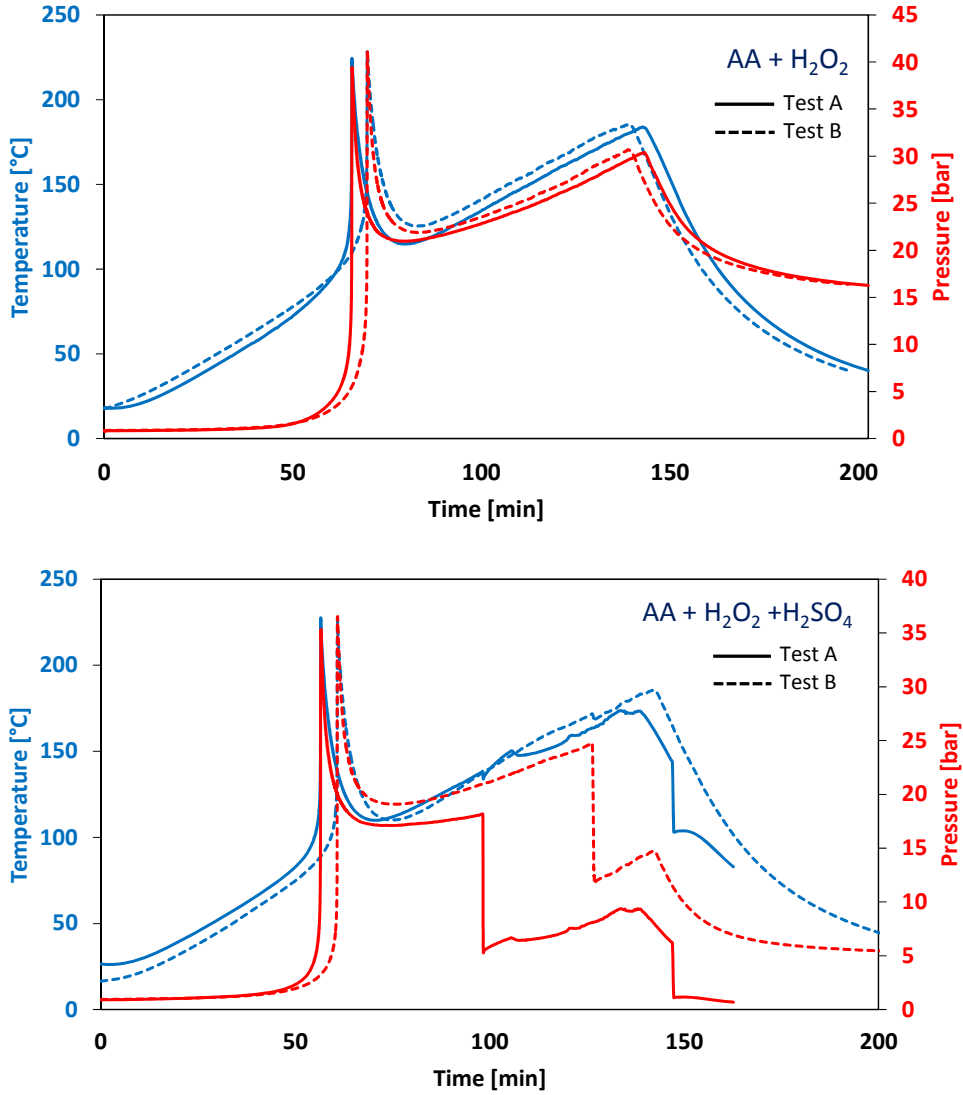 AA + H₂O₂
Test A
Test B
Temperature [°C]
250
200
150
100
50
0
Pressure [bar]
45
40
35
30
25
20
15
10
5
0
0 50 100 150 200
Time [min]
AA + H₂O₂ +H₂SO₄
Test A
Test B
Temperature [°C]
250
200
150
100
50
0
Pressure [bar]
40
35
30
25
20
15
10
5
0
0 50 100 150 200
Time [min]